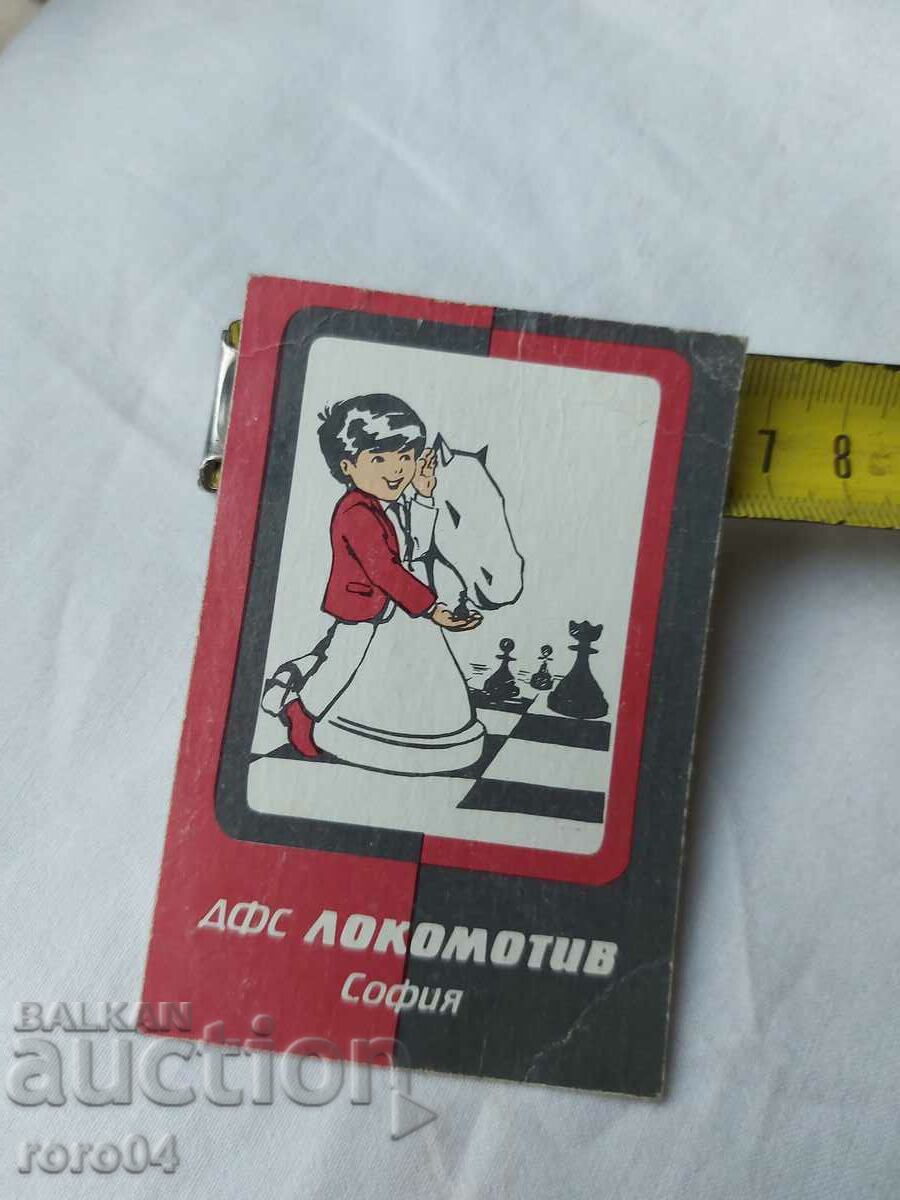 7 8
ДФС ЛОКОМОТИВ
София
BALKAN
auction
roro04